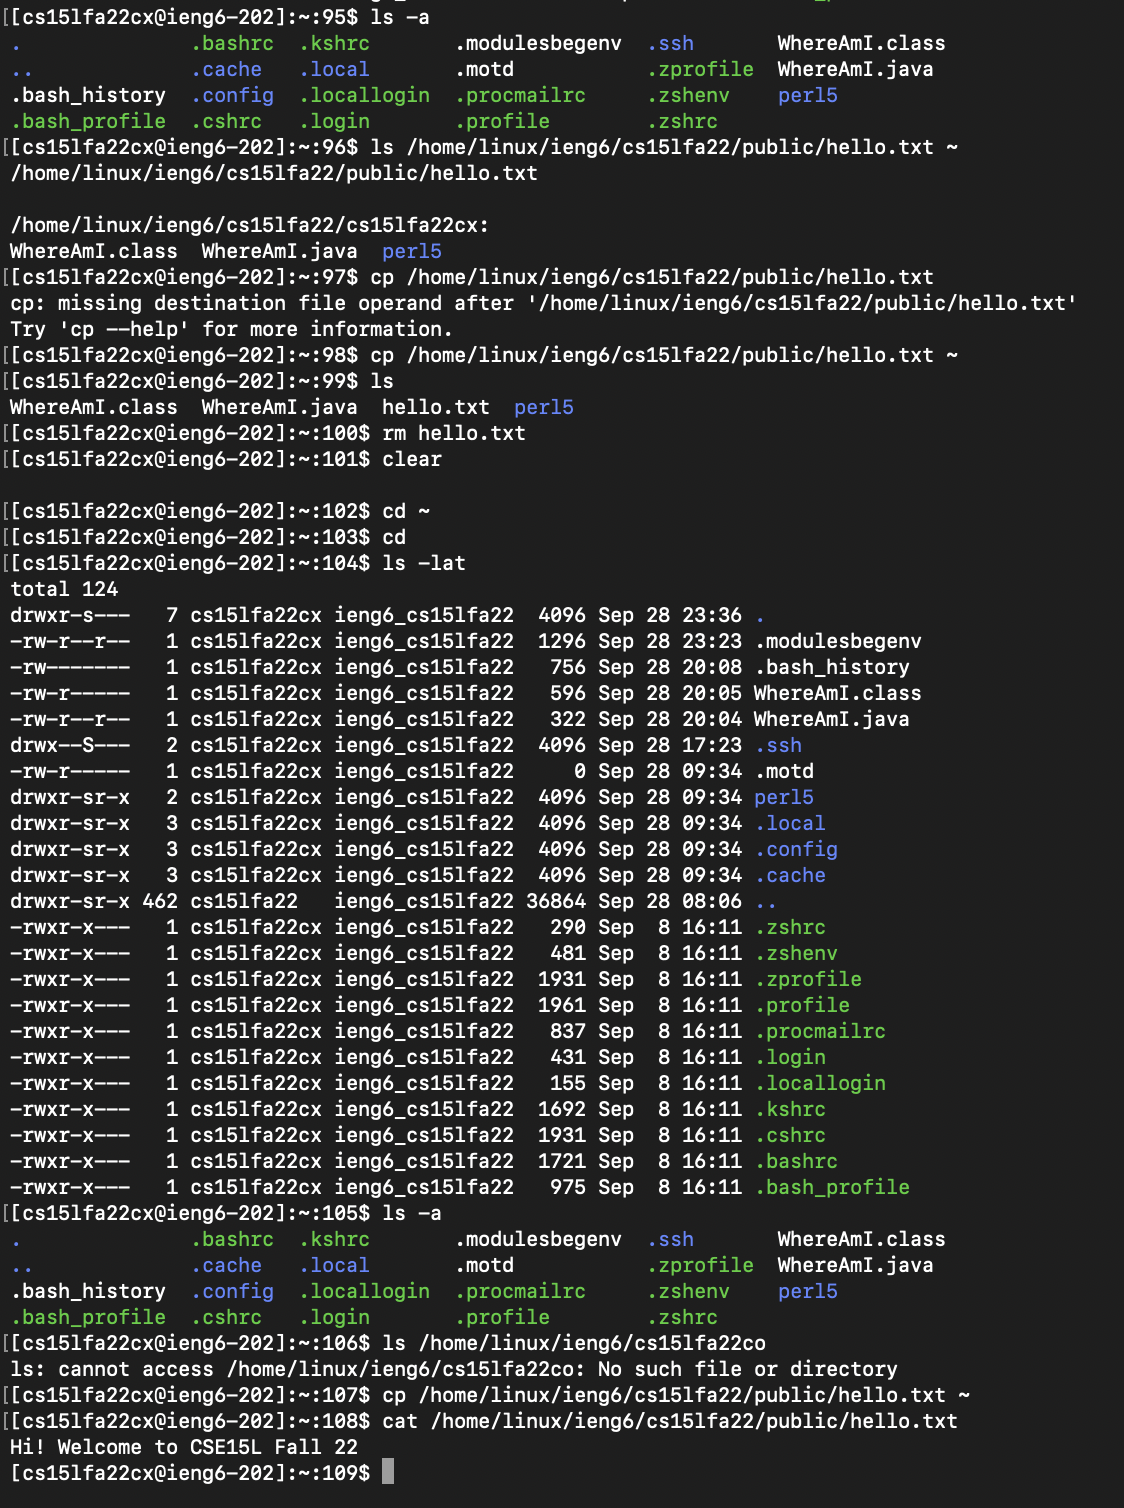 [[cs15lfa22cx@ieng6-202]:~:95$ ls -a
.               .bashrc  .kshrc       .modulesbegenv  .ssh       WhereAmI.class
..              .cache   .local       .motd           .zprofile  WhereAmI.java
.bash_history   .config  .locallogin  .procmailrc     .zshenv    perl5
.bash_profile   .cshrc   .login       .profile        .zshrc
[[cs15lfa22cx@ieng6-202]:~:96$ ls /home/linux/ieng6/cs15lfa22/public/hello.txt ~
/home/linux/ieng6/cs15lfa22/public/hello.txt

/home/linux/ieng6/cs15lfa22/cs15lfa22cx:
WhereAmI.class  WhereAmI.java  perl5
[[cs15lfa22cx@ieng6-202]:~:97$ cp /home/linux/ieng6/cs15lfa22/public/hello.txt
cp: missing destination file operand after '/home/linux/ieng6/cs15lfa22/public/hello.txt'
Try 'cp --help' for more information.
[[cs15lfa22cx@ieng6-202]:~:98$ cp /home/linux/ieng6/cs15lfa22/public/hello.txt ~
[[cs15lfa22cx@ieng6-202]:~:99$ ls
WhereAmI.class  WhereAmI.java  hello.txt  perl5
[[cs15lfa22cx@ieng6-202]:~:100$ rm hello.txt
[[cs15lfa22cx@ieng6-202]:~:101$ clear

[[cs15lfa22cx@ieng6-202]:~:102$ cd ~
[[cs15lfa22cx@ieng6-202]:~:103$ cd
[[cs15lfa22cx@ieng6-202]:~:104$ ls -lat
total 124
drwxr-s---   7 cs15lfa22cx ieng6_cs15lfa22  4096 Sep 28 23:36 .
-rw-r--r--   1 cs15lfa22cx ieng6_cs15lfa22  1296 Sep 28 23:23 .modulesbegenv
-rw-------   1 cs15lfa22cx ieng6_cs15lfa22   756 Sep 28 20:08 .bash_history
-rw-r-----   1 cs15lfa22cx ieng6_cs15lfa22   596 Sep 28 20:05 WhereAmI.class
-rw-r--r--   1 cs15lfa22cx ieng6_cs15lfa22   322 Sep 28 20:04 WhereAmI.java
drwx--S---   2 cs15lfa22cx ieng6_cs15lfa22  4096 Sep 28 17:23 .ssh
-rw-r-----   1 cs15lfa22cx ieng6_cs15lfa22     0 Sep 28 09:34 .motd
drwxr-sr-x   2 cs15lfa22cx ieng6_cs15lfa22  4096 Sep 28 09:34 perl5
drwxr-sr-x   3 cs15lfa22cx ieng6_cs15lfa22  4096 Sep 28 09:34 .local
drwxr-sr-x   3 cs15lfa22cx ieng6_cs15lfa22  4096 Sep 28 09:34 .config
drwxr-sr-x   3 cs15lfa22cx ieng6_cs15lfa22  4096 Sep 28 09:34 .cache
drwxr-sr-x 462 cs15lfa22   ieng6_cs15lfa22 36864 Sep 28 08:06 ..
-rwxr-x---   1 cs15lfa22cx ieng6_cs15lfa22   290 Sep  8 16:11 .zshrc
-rwxr-x---   1 cs15lfa22cx ieng6_cs15lfa22   481 Sep  8 16:11 .zshenv
-rwxr-x---   1 cs15lfa22cx ieng6_cs15lfa22  1931 Sep  8 16:11 .zprofile
-rwxr-x---   1 cs15lfa22cx ieng6_cs15lfa22  1961 Sep  8 16:11 .profile
-rwxr-x---   1 cs15lfa22cx ieng6_cs15lfa22   837 Sep  8 16:11 .procmailrc
-rwxr-x---   1 cs15lfa22cx ieng6_cs15lfa22   431 Sep  8 16:11 .login
-rwxr-x---   1 cs15lfa22cx ieng6_cs15lfa22   155 Sep  8 16:11 .locallogin
-rwxr-x---   1 cs15lfa22cx ieng6_cs15lfa22  1692 Sep  8 16:11 .kshrc
-rwxr-x---   1 cs15lfa22cx ieng6_cs15lfa22  1931 Sep  8 16:11 .cshrc
-rwxr-x---   1 cs15lfa22cx ieng6_cs15lfa22  1721 Sep  8 16:11 .bashrc
-rwxr-x---   1 cs15lfa22cx ieng6_cs15lfa22   975 Sep  8 16:11 .bash_profile
[[cs15lfa22cx@ieng6-202]:~:105$ ls -a
.               .bashrc  .kshrc       .modulesbegenv  .ssh       WhereAmI.class
..              .cache   .local       .motd           .zprofile  WhereAmI.java
.bash_history   .config  .locallogin  .procmailrc     .zshenv    perl5
.bash_profile   .cshrc   .login       .profile        .zshrc
[[cs15lfa22cx@ieng6-202]:~:106$ ls /home/linux/ieng6/cs15lfa22co
ls: cannot access /home/linux/ieng6/cs15lfa22co: No such file or directory
[[cs15lfa22cx@ieng6-202]:~:107$ cp /home/linux/ieng6/cs15lfa22/public/hello.txt ~
[[cs15lfa22cx@ieng6-202]:~:108$ cat /home/linux/ieng6/cs15lfa22/public/hello.txt
Hi! Welcome to CSE15L Fall 22
[cs15lfa22cx@ieng6-202]:~:109$